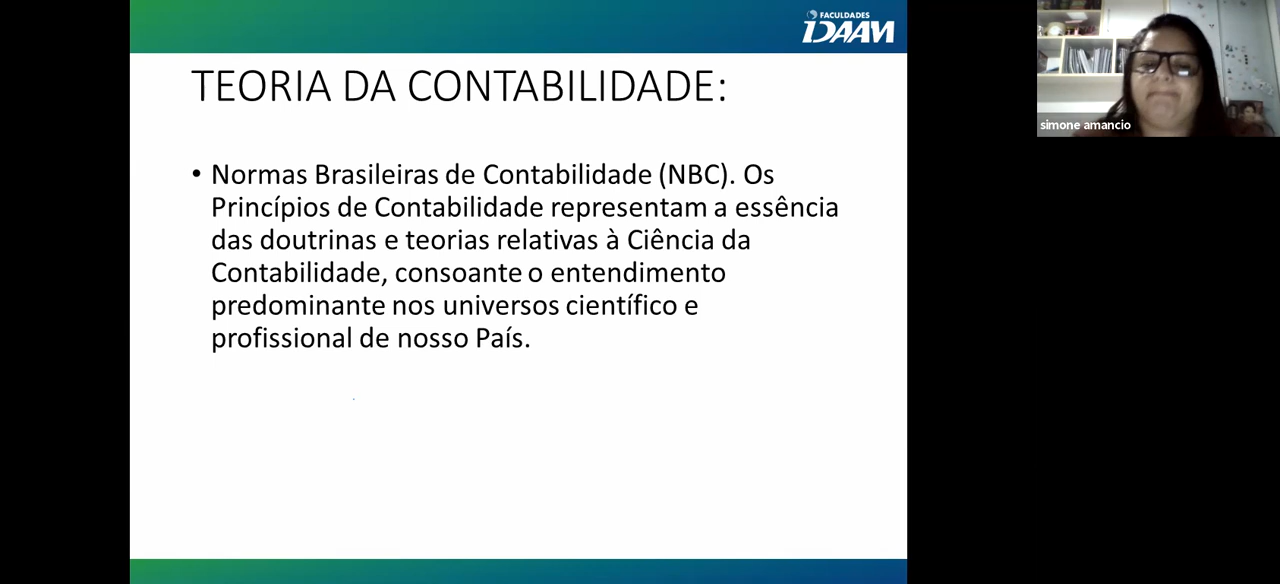 FACULDADES
IDAAM
TEORIA DA CONTABILIDADE:
• Normas Brasileiras de Contabilidade (NBC). Os
Princípios de Contabilidade representam a essência
das doutrinas e teorias relativas à Ciência da
Contabilidade, consoante o entendimento
predominante nos universos científico e
profissional de nosso País.
simone amancio